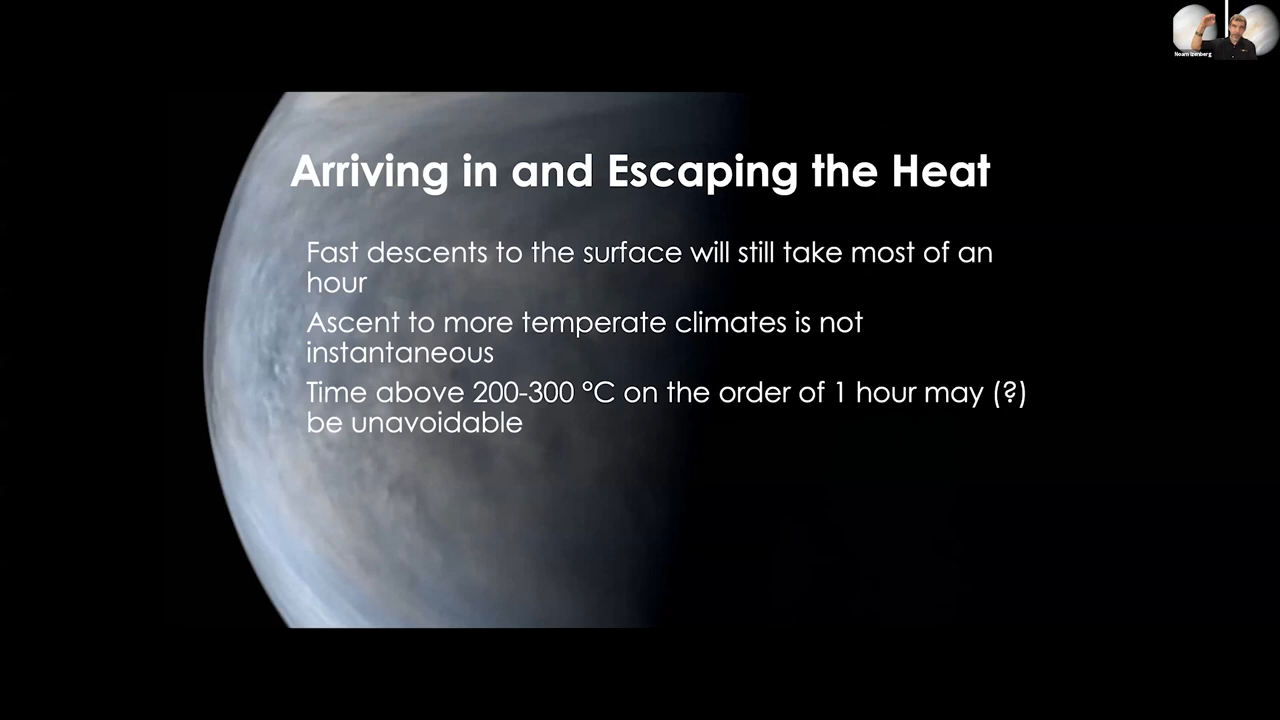 Noam Izenberg
Arriving in and Escaping the Heat
Fast descents to the surface will still take most of an
hour
Ascent to more temperate climates is not
instantaneous
Time above 200-300 °C on the order of 1 hour may (?)
be unavoidable